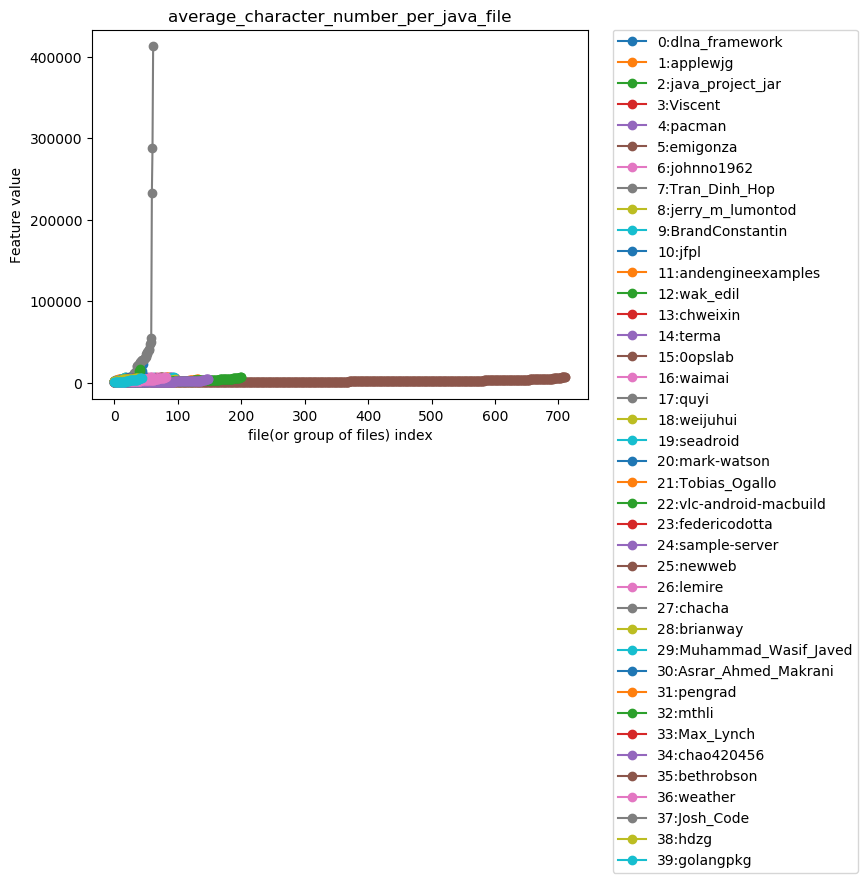 average_character_number_per_java_file
Feature value
400000
300000
200000
100000
0
0 100 200 300 400 500 600 700
file(or group of files) index
0:dlna_framework
1:applewjg
2:java_project_jar
3:Viscent
4:pacman
5:emigonza
6:johnno1962
7:Tran_Dinh_Hop
8:jerry_m_lumontod
9:BrandConstantin
10:jfpl
11:andengineexamples
12:wak_edil
13:chweixin
14:terma
15:0opslab
16:waimai
17:quyi
18:weijuhui
19:seadroid
20:mark-watson
21:Tobias_Ogallo
22:vlc-android-macbuild
23:federicodotta
24:sample-server
25:newweb
26:lemire
27:chacha
28:brianway
29:Muhammad_Wasif_Javed
30:Asrar_Ahmed_Makrani
31:pengrad
32:mthli
33:Max_Lynch
34:chao420456
35:bethrobson
36:weather
37:Josh_Code
38:hdzg
39:golangpkg